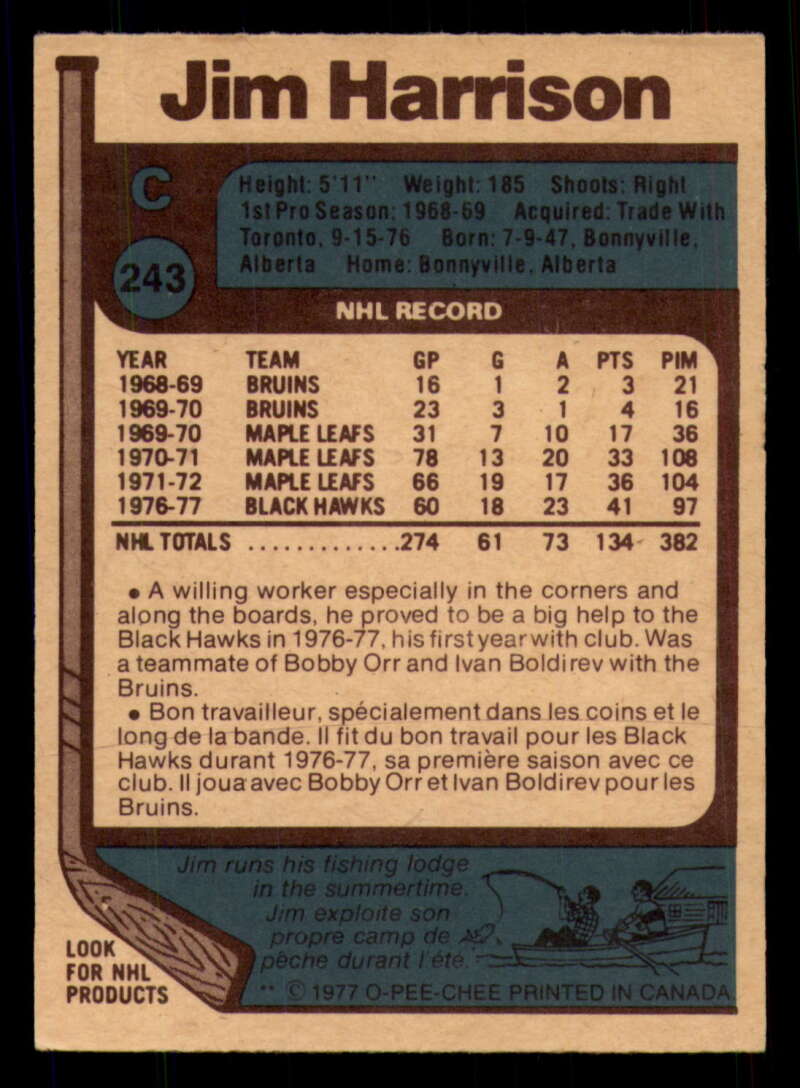 Jim Harrison
C
Height: 5'11" Weight: 185 Shoots: Right
1st Pro Season: 1968-69 Acquired: Trade With
Toronto, 9-15-76 Born: 7-9-47, Bonnyville,
Alberta Home: Bonnyville, Alberta
243
NHL RECORD
YEAR TEAM GP G A PTS PIM
1968-69 BRUINS 16 1 2 3 21
1969-70 BRUINS 23 3 1 4 16
1969-70 MAPLE LEAFS 31 7 10 17 36
1970-71 MAPLE LEAFS 78 13 20 33 108
1971-72 MAPLE LEAFS 66 19 17 36 104
1976-77 BLACK HAWKS 60 18 23 41 97
NHL TOTALS .............274 61 73 134 382
• A willing worker especially in the corners and
along the boards, he proved to be a big help to the
Black Hawks in 1976-77, his first year with club. Was
a teammate of Bobby Orr and Ivan Boldirev with the
Bruins.
• Bon travailleur, spécialement dans les coins et le
long de la bande. Il fit du bon travail pour les Black
Hawks durant 1976-77, sa première saison avec ce
club. Il joua avec Bobby Orr et Ivan Boldirev pour les
Bruins.
Jim runs his fishing lodge
in the summertime.
Jim exploite son
propre camp de
pêche durant l'été.
LOOK
FOR NHL
PRODUCTS
** © 1977 O-PEE-CHEE PRINTED IN CANADA